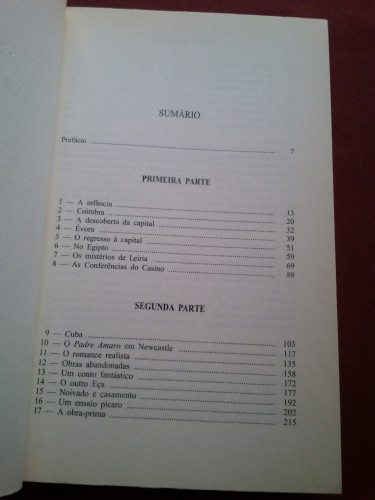 SUMÁRIO
Prefácio 7
PRIMEIRA PARTE
1 — A infância 13
2 — Coimbra 20
3 — A descoberta da capital 32
4 — Évora 39
5 — O regresso à capital 51
6 — No Egipto 59
7 — Os mistérios de Leiria 69
8 — As Conferências do Casino 88
SEGUNDA PARTE
9 — Cuba 103
10 — O Padre Amaro em Newcastle 117
11 — O romance realista 135
12 — Obras abandonadas 158
13 — Um conto fantástico 172
14 — O outro Eça 177
15 — Noivado e casamento 192
16 — Um ensaio pícaro 202
17 — A obra-prima 215